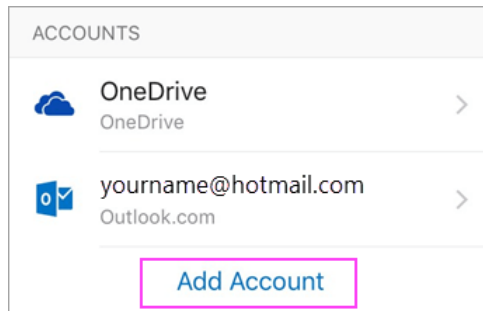 ACCOUNTS
OneDrive
OneDrive
yourname@hotmail.com
Outlook.com
Add Account